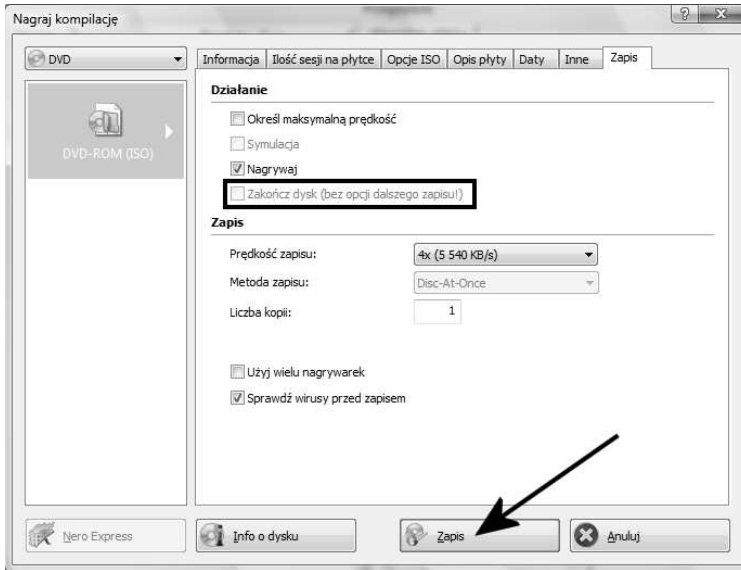 Nagraj kompilację
DVD
DVD-ROM (ISO)
Informacja Ilość sesji na płytce Opcje ISO Opis płyty Daty Inne Zapis
Działanie
Określ maksymalną prędkość
Symulacja
Nagrywaj
Zakończ dysk (bez opcji dalszego zapisu!)
Zapis
Prędkość zapisu: 4x (5 540 KB/s)
Metoda zapisu: Disc-At-Once
Liczba kopii: 1
Użyj wielu nagrywarek
Sprawdź wirusy przed zapisem
Nero Express Info o dysku Zapis Anuluj